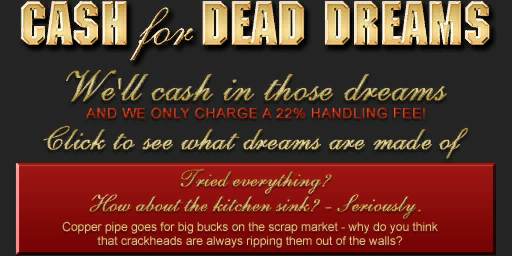 CASH for DEAD DREAMS
We'll cash in those dreams
AND WE ONLY CHARGE A 22% HANDLING FEE!
Click to see what dreams are made of
Tried everything?
How about the kitchen sink? - Seriously.
Copper pipe goes for big bucks on the scrap market - why do you think
that crackheads are always ripping them out of the walls?